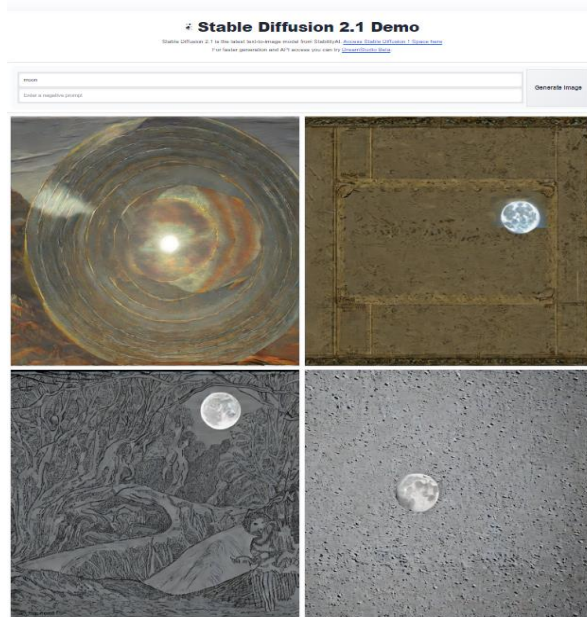 Stable Diffusion 2.1 Demo
Stable Diffusion 2.1 is the latest text-to-image model from StabilityAI. Access Stable Diffusion 1 Space here
For faster generation and API access you can try DreamStudio Beta.
moon
Enter a negative prompt
Generate image